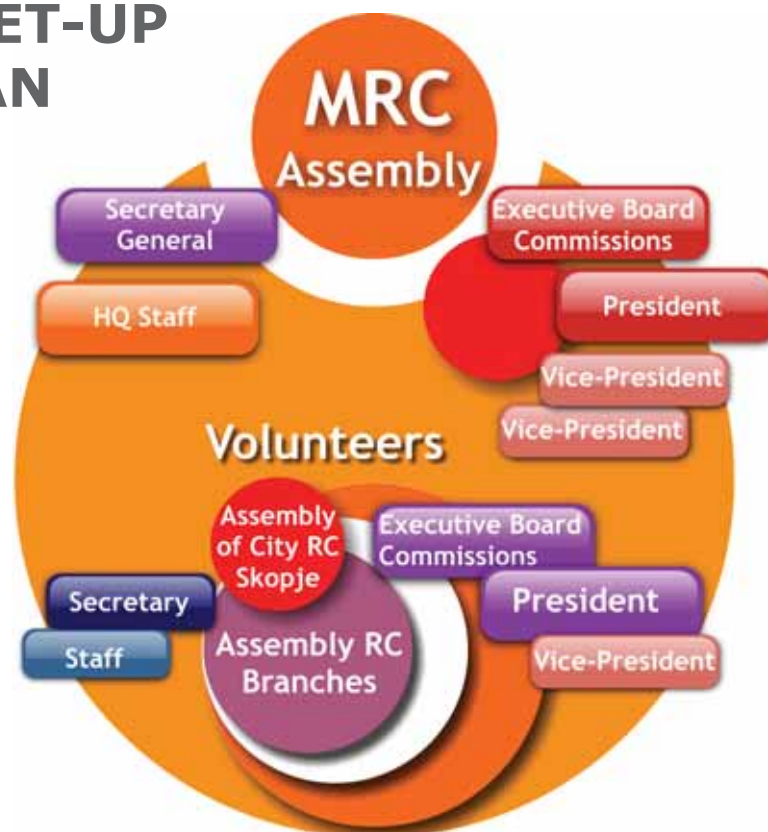 ET-UP
AN
MRC
Assembly
Secretary
General
HQ Staff
Executive Board
Commissions
President
Vice-President
Vice-President
Volunteers
Assembly
of City RC
Skopje
Executive Board
Commissions
Secretary
Staff
Assembly RC
Branches
President
Vice-President